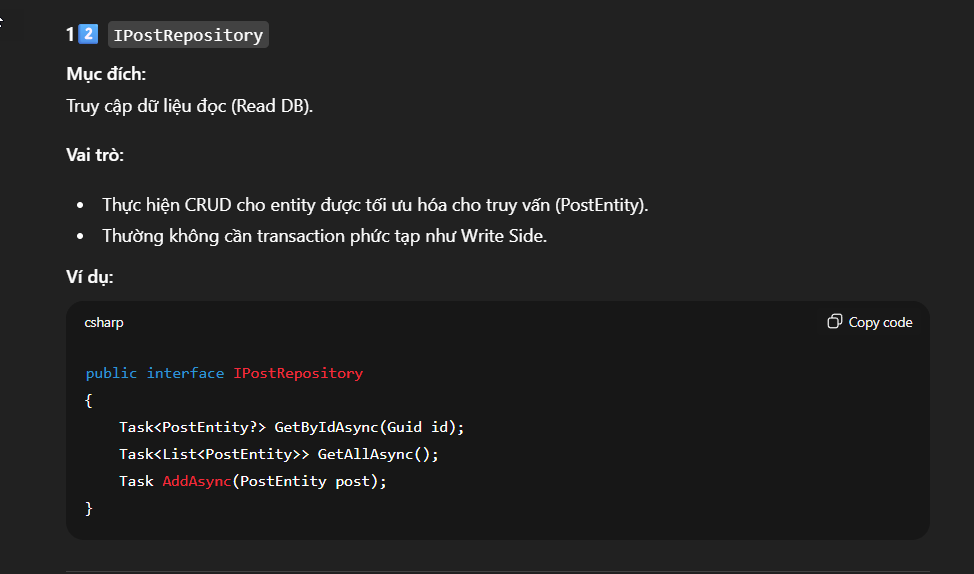 12️⃣ IPostRepository
Mục đích:
Truy cập dữ liệu đọc (Read DB).
Vai trò:
• Thực hiện CRUD cho entity được tối ưu hóa cho truy vấn (PostEntity).
• Thường không cần transaction phức tạp như Write Side.
Ví dụ:
csharp
Copy code
public interface IPostRepository
{
    Task<PostEntity?> GetByIdAsync(Guid id);
    Task<List<PostEntity>> GetAllAsync();
    Task AddAsync(PostEntity post);
}